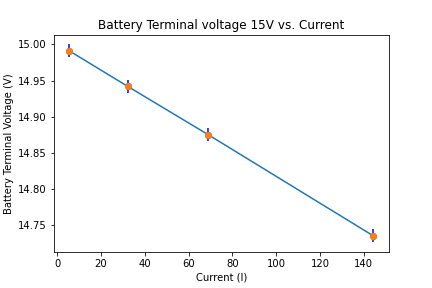 Battery Terminal voltage 15V vs. Current
15.00
14.95
14.90
14.85
14.80
14.75
Battery Terminal Voltage (V)
0 20 40 60 80 100 120 140
Current (I)